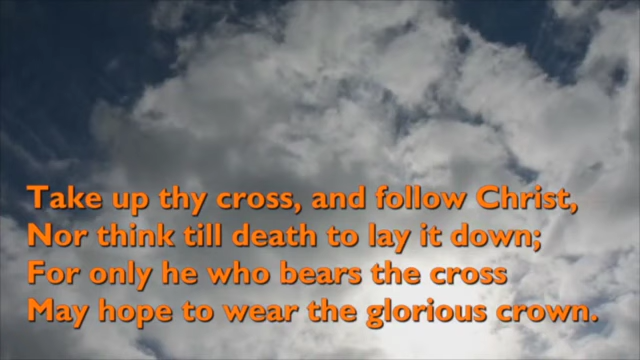 Take up thy cross, and follow Christ,
Nor think till death to lay it down;
For only he who bears the cross
May hope to wear the glorious crown.